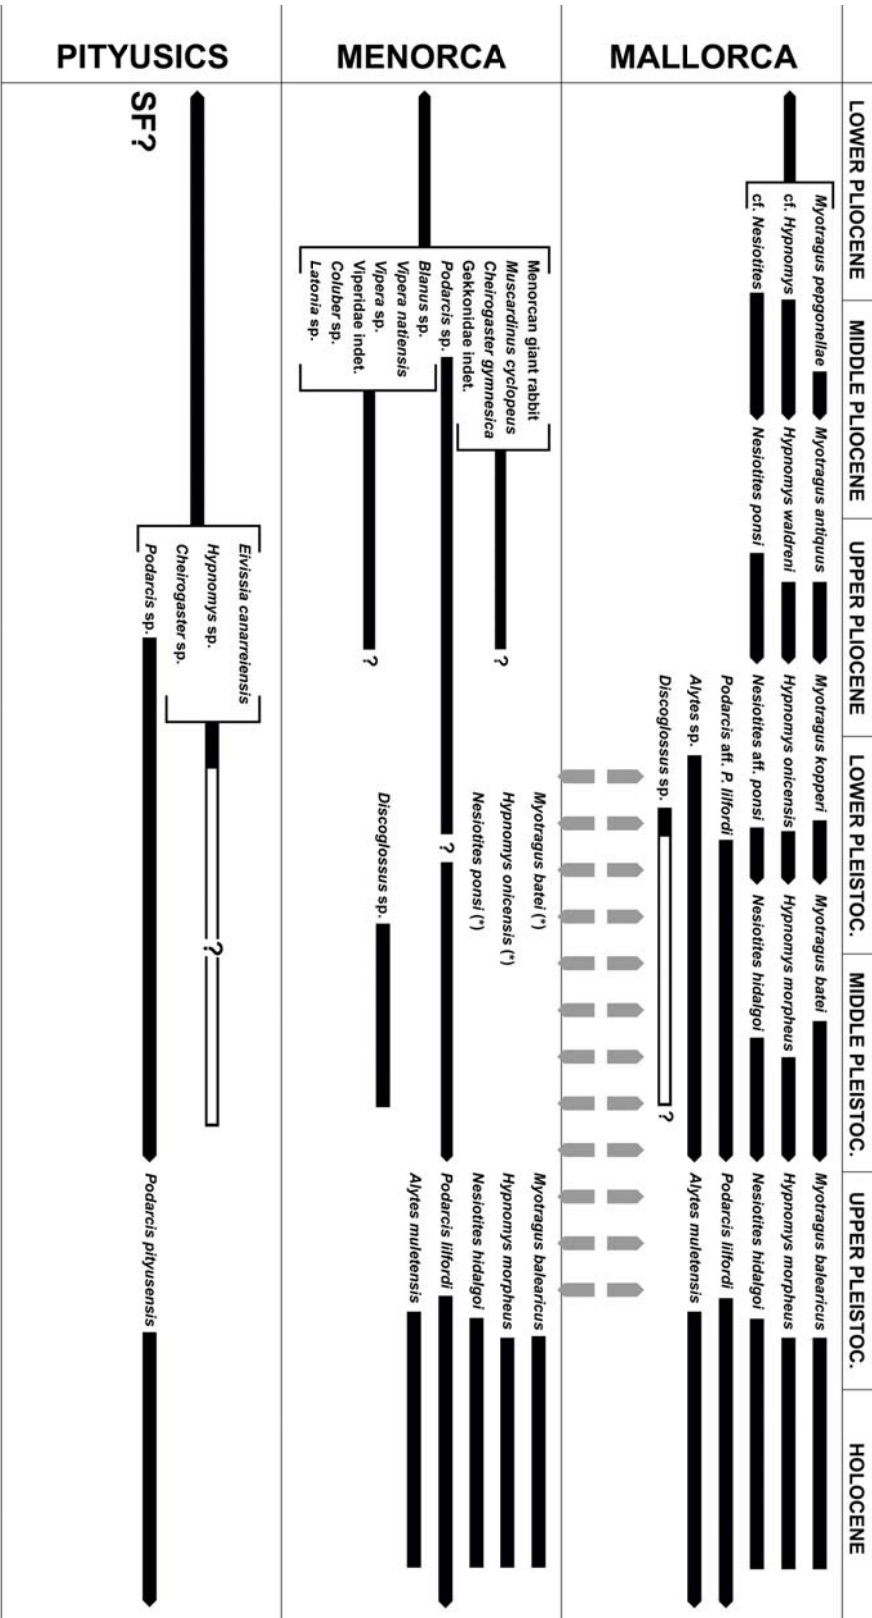 LOWER PLIOCENE
MIDDLE PLIOCENE
UPPER PLIOCENE
LOWER PLEISTOC.
MIDDLE PLEISTOC.
UPPER PLEISTOC.
HOLOCENE
MALLORCA
Myotragus pepgonellae
Myotragus antiquus
Myotragus kopperi
Myotragus batei
Myotragus balearicus
cf. Hypnomys
Hypnomys waldreni
Hypnomys onicensis
Hypnomys morpheus
Hypnomys morpheus
cf. Nesiotites
Nesiotites ponsi
Nesiotites aff. ponsi
Nesiotites hidalgoi
Nesiotites hidalgoi
Podarcis aff. P. lilfordi
Podarcis lilfordi
Alytes sp.
Alytes muletensis
Discoglossus sp.
?
MENORCA
Menorcan giant rabbit
Muscardinus cyclopeus
Cheirogaster gymnesica
Gekkonidae indet.
Podarcis sp.
Blanus sp.
Vipera natiensis
Vipera sp.
Viperidae indet.
Coluber sp.
Latonia sp.
?
?
?
Myotragus batei (*)
Hypnomys onicensis (*)
Nesiotites ponsi (*)
Discoglossus sp.
Myotragus balearicus
Hypnomys morpheus
Nesiotites hidalgoi
Podarcis lilfordi
Alytes muletensis
PITYUSICS
SF?
Eivissia canarreiensis
Hypnomys sp.
Cheirogaster sp.
Podarcis sp.
?
Podarcis pityusensis